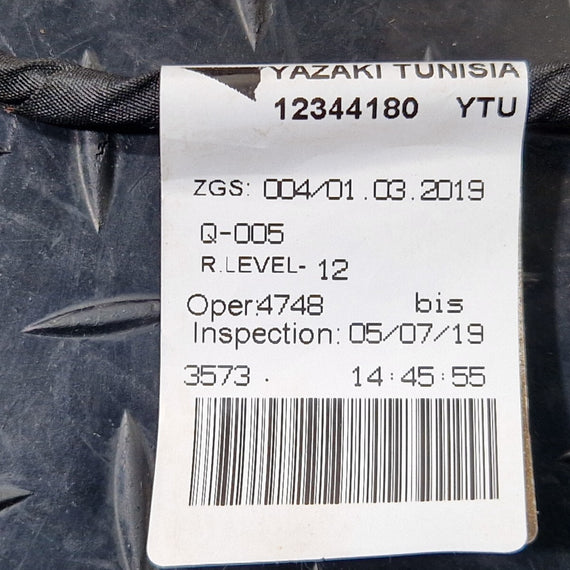 YAZAKI TUNISIA
12344180 YTU
ZGS: 004/01.03.2019
Q-005
R.LEVEL- 12
Oper:4748 bis
Inspection: 05/07/19
3573 . 14:45:55